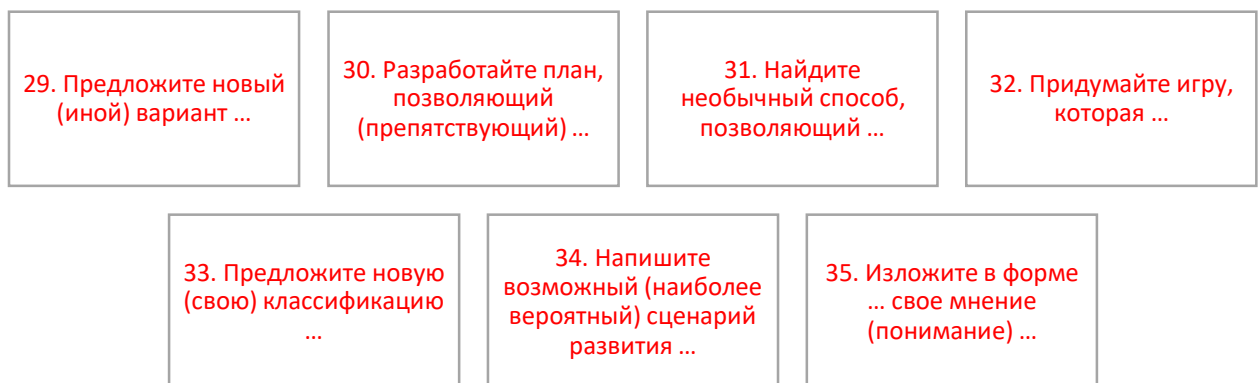 29. Предложите новый
(иной) вариант ...
30. Разработайте план,
позволяющий
(препятствующий) ...
31. Найдите
необычный способ,
позволяющий ...
32. Придумайте игру,
которая ...
33. Предложите новую
(свою) классификацию
...
34. Напишите
возможный (наиболее
вероятный) сценарий
развития ...
35. Изложите в форме
... свое мнение
(понимание) ...